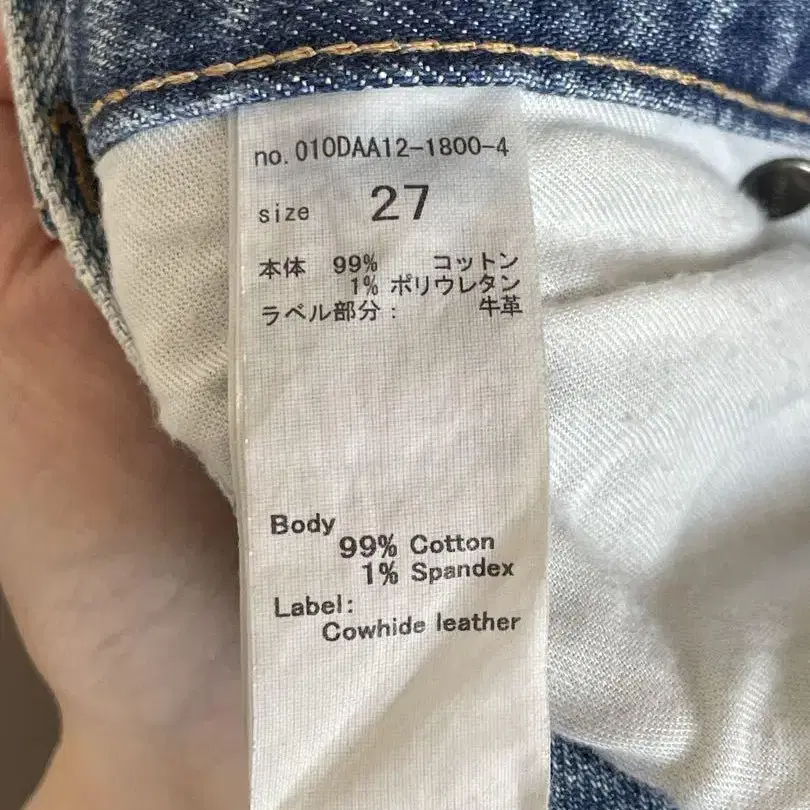 no. 010DAA12-1800-4
size 27
本体 99% コットン
1% ポリウレタン
ラベル部分: 牛革
Body
99% Cotton
1% Spandex
Label:
Cowhide leather